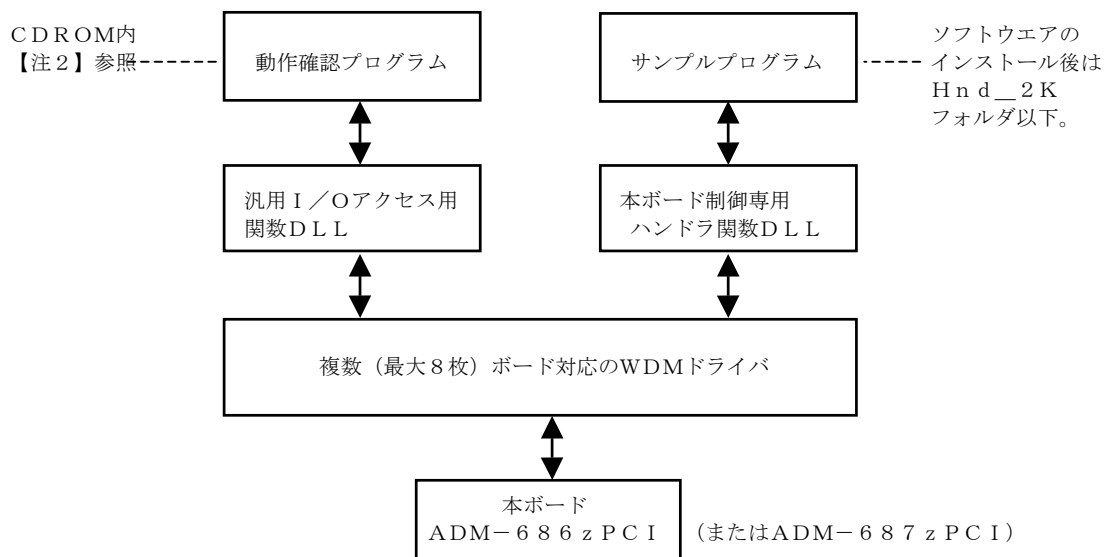 ＣＤＲＯＭ内
【注２】参照
動作確認プログラム
サンプルプログラム
ソフトウエアの
インストール後は
Ｈｎｄ＿２Ｋ
フォルダ以下。
汎用Ｉ／Ｏアクセス用
関数ＤＬＬ
本ボード制御専用
ハンドラ関数ＤＬＬ
複数（最大８枚）ボード対応のＷＤＭドライバ
本ボード
ＡＤＭ－６８６ｚＰＣＩ （またはＡＤＭ－６８７ｚＰＣＩ）